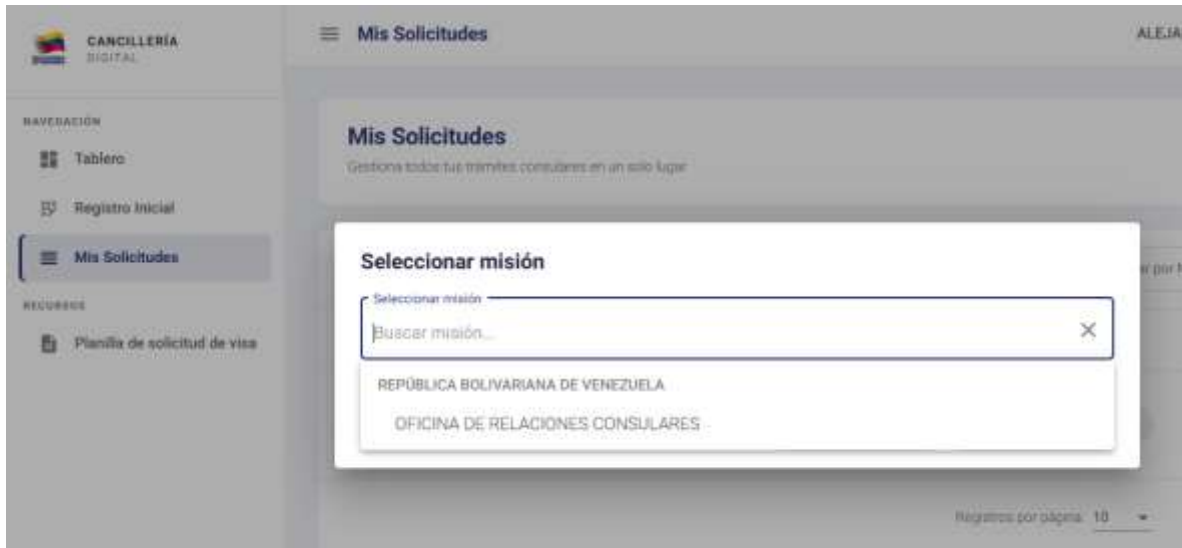 CANCILLERÍA
DIGITAL
Mis Solicitudes
ALEJA
NAVEGACIÓN
Tablero
Registro Inicial
Mis Solicitudes
RECURSOS
Planilla de solicitud de visa
Mis Solicitudes
Gestiona todos tus trámites consulares en un solo lugar
Seleccionar misión
Seleccionar misión
Buscar misión...
REPÚBLICA BOLIVARIANA DE VENEZUELA
OFICINA DE RELACIONES CONSULARES
por
Registros por página: 10